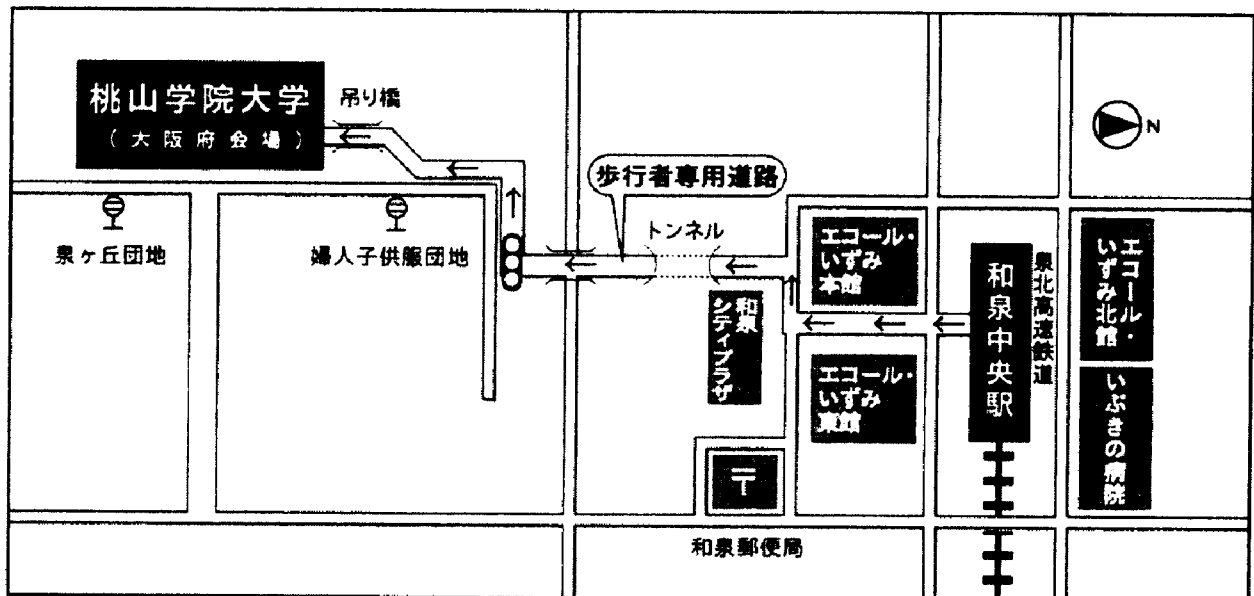 桃山学院大学
(大阪府会場)
吊り橋
N
歩行者専用道路
トンネル
泉ヶ丘団地
婦人子供服団地
エコール・
いずみ
本館
和泉
シティプラザ
エコール・
いずみ
東館
和泉中央駅
泉北高速鉄道
エコール・
いずみ北館
いぶきの病院
〒
和泉郵便局